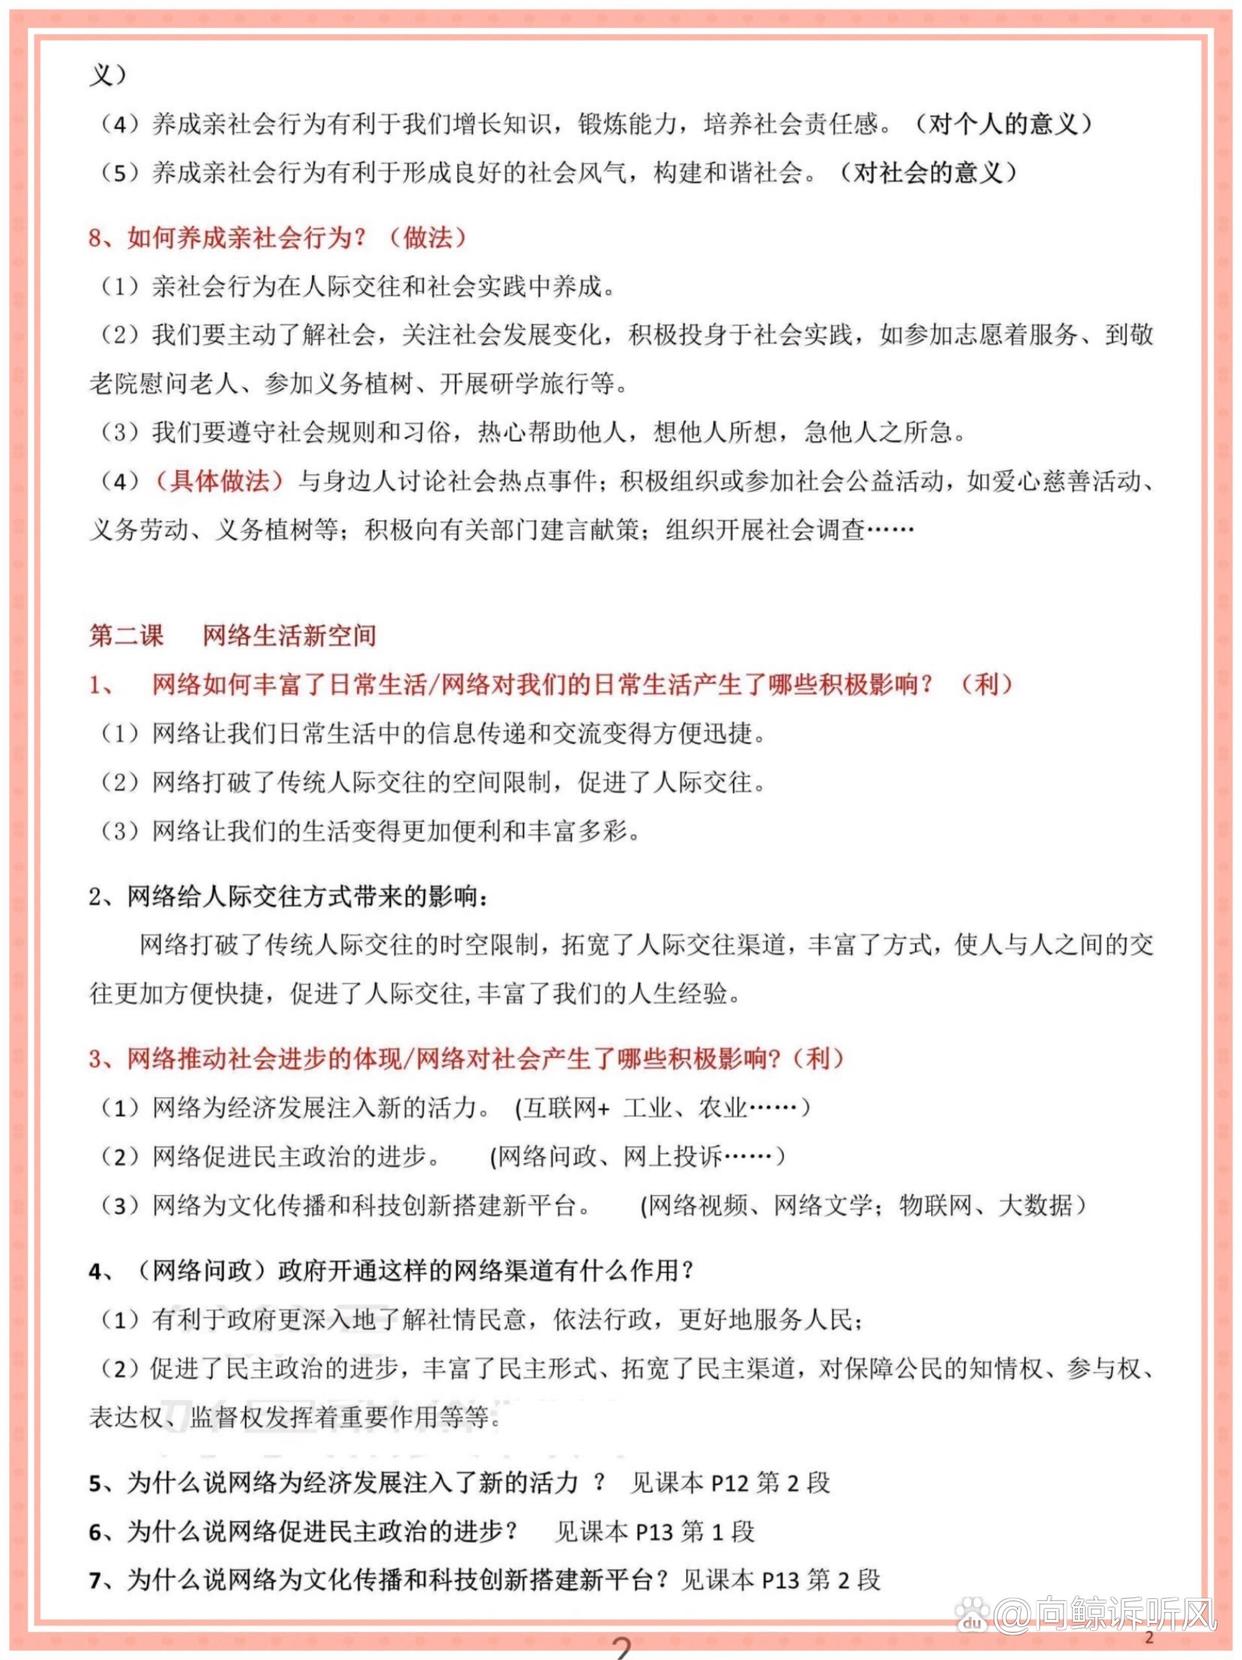 义）
（4）养成亲社会行为有利于我们增长知识，锻炼能力，培养社会责任感。（对个人的意义）
（5）养成亲社会行为有利于形成良好的社会风气，构建和谐社会。（对社会的意义）
8、如何养成亲社会行为？（做法）
（1）亲社会行为在人际交往和社会实践中养成。
（2）我们要主动了解社会，关注社会发展变化，积极投身于社会实践，如参加志愿着服务、到敬
老院慰问老人、参加义务植树、开展研学旅行等。
（3）我们要遵守社会规则和习俗，热心帮助他人，想他人所想，急他人之所急。
（4）（具体做法）与身边人讨论社会热点事件；积极组织或参加社会公益活动，如爱心慈善活动、
义务劳动、义务植树等；积极向有关部门建言献策；组织开展社会调查……
第二课 网络生活新空间
1、 网络如何丰富了日常生活/网络对我们的日常生活产生了哪些积极影响？（利）
（1）网络让我们日常生活中的信息传递和交流变得方便迅捷。
（2）网络打破了传统人际交往的空间限制，促进了人际交往。
（3）网络让我们的生活变得更加便利和丰富多彩。
2、网络给人际交往方式带来的影响：
网络打破了传统人际交往的时空限制，拓宽了人际交往渠道，丰富了方式，使人与人之间的交
往更加方便快捷，促进了人际交往,丰富了我们的人生经验。
3、网络推动社会进步的体现/网络对社会产生了哪些积极影响?（利）
（1）网络为经济发展注入新的活力。 (互联网+ 工业、农业……）
（2）网络促进民主政治的进步。 (网络问政、网上投诉……）
（3）网络为文化传播和科技创新搭建新平台。 (网络视频、网络文学；物联网、大数据）
4、（网络问政）政府开通这样的网络渠道有什么作用？
（1）有利于政府更深入地了解社情民意，依法行政，更好地服务人民；
（2）促进了民主政治的进步，丰富了民主形式、拓宽了民主渠道，对保障公民的知情权、参与权、
表达权、监督权发挥着重要作用等等。
5、为什么说网络为经济发展注入了新的活力 ？ 见课本 P12 第 2 段
6、为什么说网络促进民主政治的进步？ 见课本 P13 第 1 段
7、为什么说网络为文化传播和科技创新搭建新平台？见课本 P13 第 2 段
du @向鲸诉听风
2
2